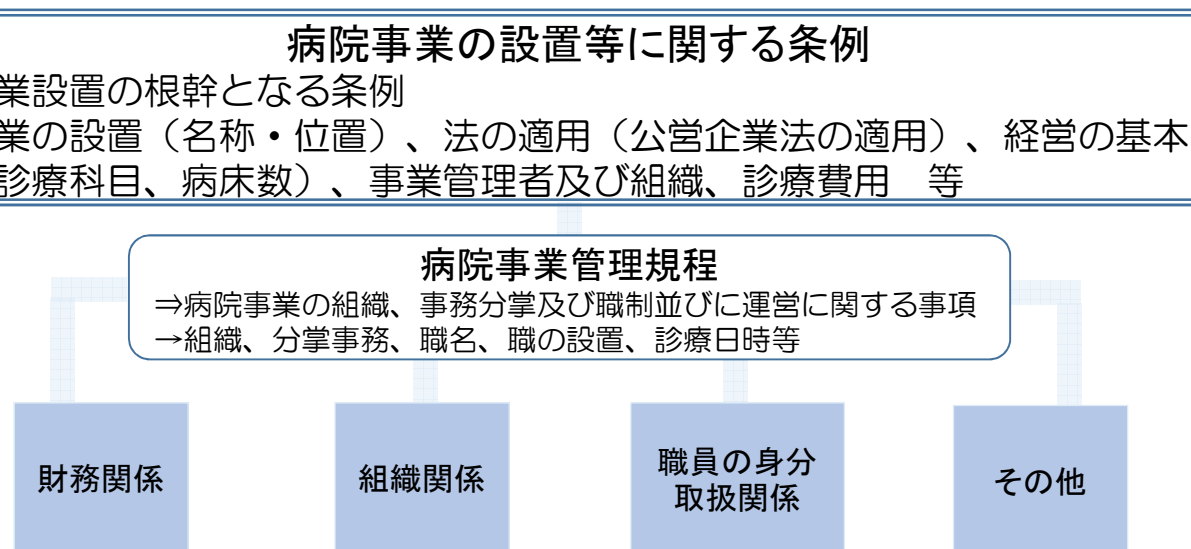 病院事業の設置等に関する条例
業設置の根幹となる条例
業の設置（名称・位置）、法の適用（公営企業法の適用）、経営の基本
診療科目、病床数）、事業管理者及び組織、診療費用　等
病院事業管理規程
⇒病院事業の組織、事務分掌及び職制並びに運営に関する事項
→組織、分掌事務、職名、職の設置、診療日時等
財務関係
組織関係
職員の身分
取扱関係
その他